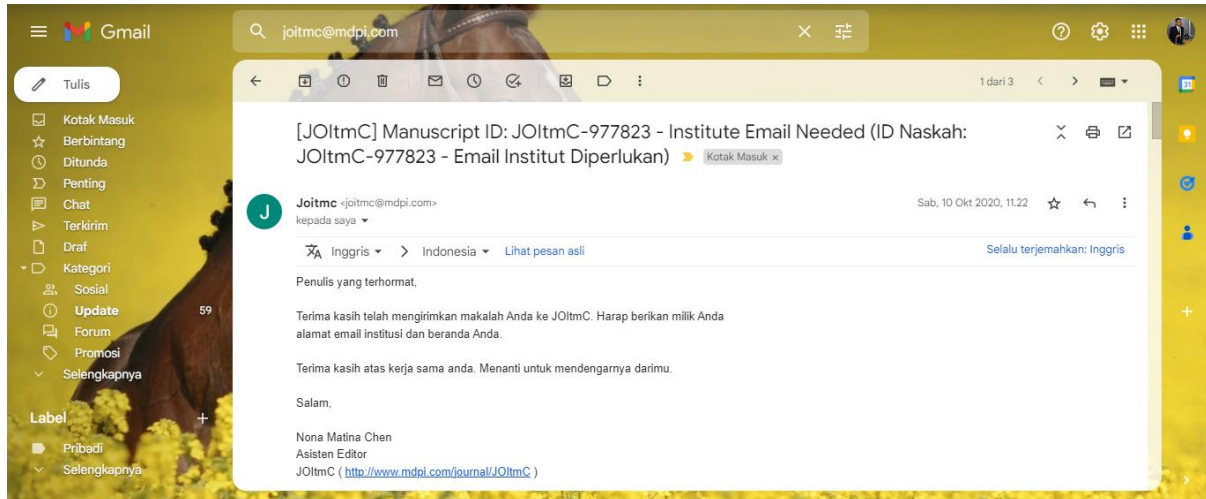 Gmail
joitmc@mdpi.com
Tulis
1 dari 3
Kotak Masuk
Berbintang
Ditunda
Penting
Chat
Terkirim
Draf
Kategori
Sosial
Update 59
Forum
Promosi
Selengkapnya
Label
Pribadi
Selengkapnya
[JOItmC] Manuscript ID: JOItmC-977823 - Institute Email Needed (ID Naskah:
JOItmC-977823 - Email Institut Diperlukan) Kotak Masuk x
J
Joitmc <joitmc@mdpi.com> Sab, 10 Okt 2020, 11.22
kepada saya
Inggris > Indonesia Lihat pesan asli Selalu terjemahkan: Inggris
Penulis yang terhormat,
Terima kasih telah mengirimkan makalah Anda ke JOItmC. Harap berikan milik Anda
alamat email institusi dan beranda Anda.
Terima kasih atas kerja sama anda. Menanti untuk mendengarnya darimu.
Salam,
Nona Matina Chen
Asisten Editor
JOItmC ( http://www.mdpi.com/journal/JOItmC )
31